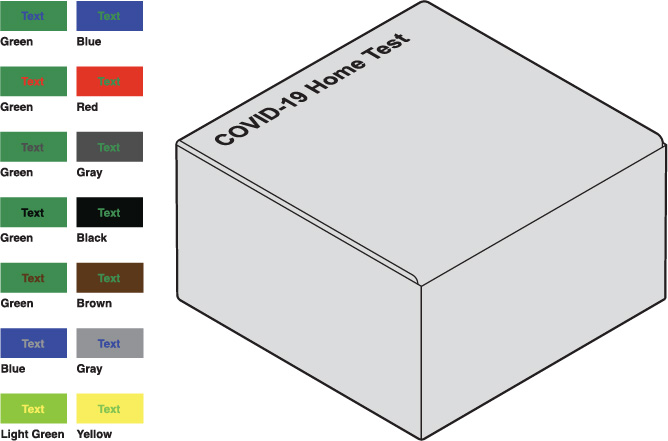 Text Text
Green Blue
Text Text
Green Red
Text Text
Green Gray
Text Text
Green Black
Text Text
Green Brown
Text Text
Blue Gray
Text Text
Light Green Yellow
COVID-19 Home Test